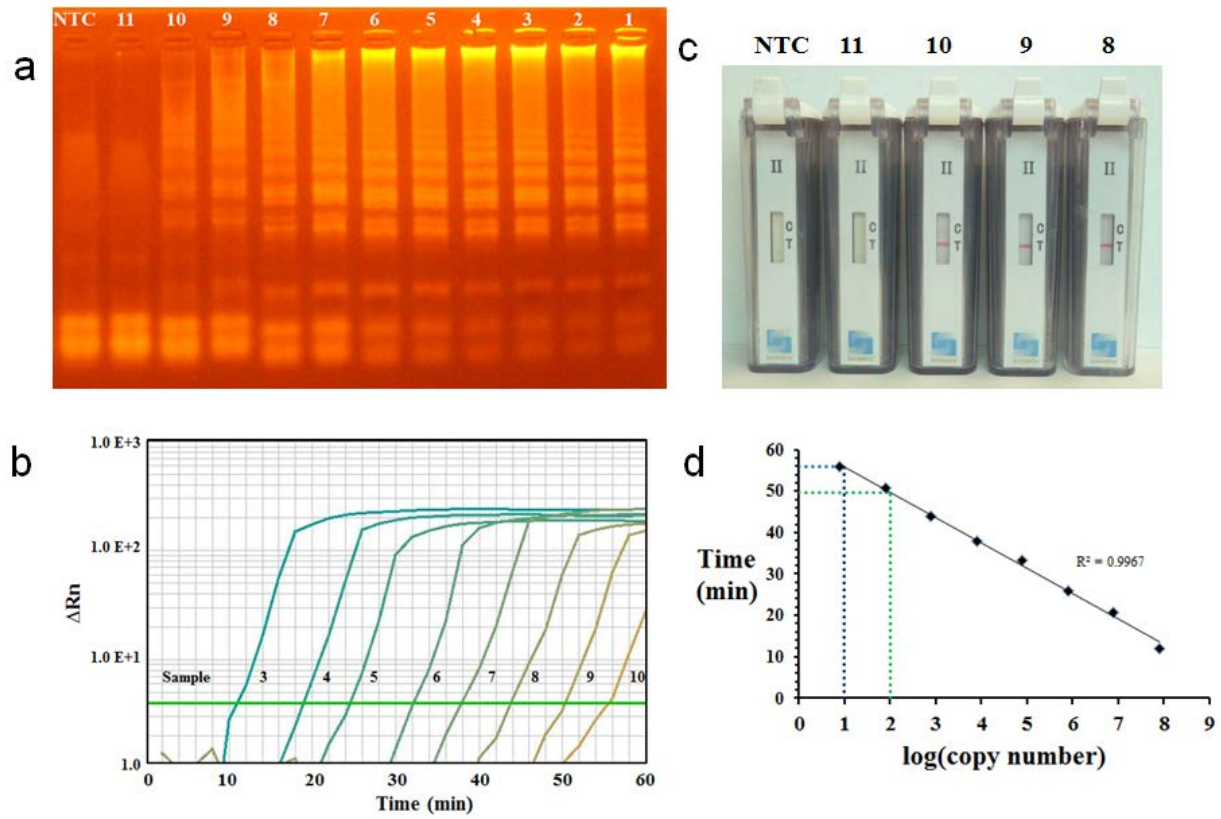 a
NTC 11 10 9 8 7 6 5 4 3 2 1
c
NTC 11 10 9 8
II II II II II
C C C C C
T T T T T
b
ΔRn
1.0 E+3
1.0 E+2
1.0 E+1
1.0
Sample 3 4 5 6 7 8 9 10
0 10 20 30 40 50 60
Time (min)
d
Time
(min)
60
50
40
30
20
10
0
R² = 0.9967
0 1 2 3 4 5 6 7 8 9
log(copy number)